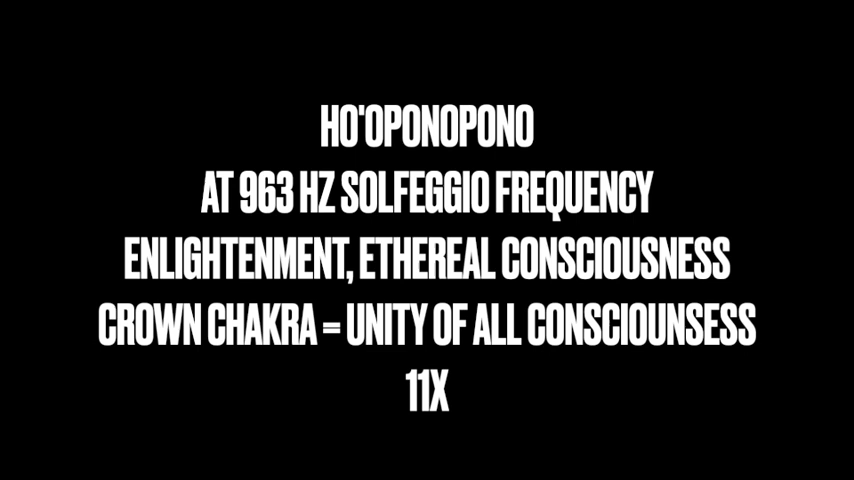 HO'OPONOPONO
AT 963 HZ SOLFEGGIO FREQUENCY
ENLIGHTENMENT, ETHEREAL CONSCIOUSNESS
CROWN CHAKRA = UNITY OF ALL CONSCIOUNSESS
11X